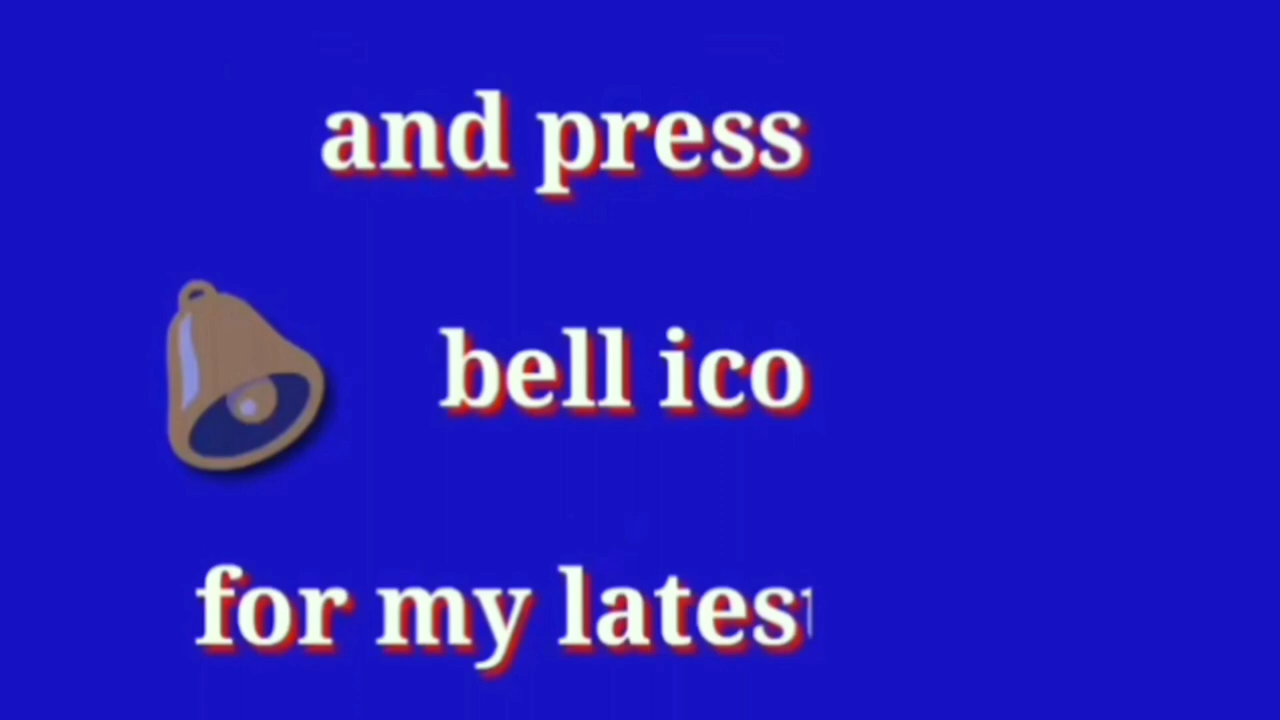 and press
bell ico
for my lates